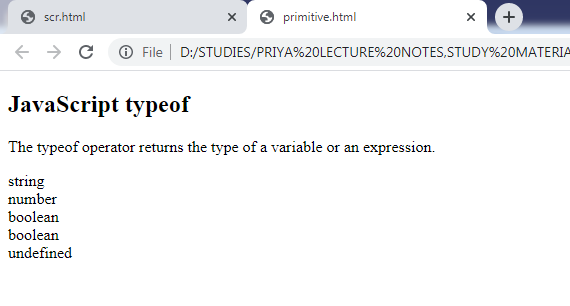 scr.html
primitive.html
File
D:/STUDIES/PRIYA%20LECTURE%20NOTES,STUDY%20MATERIA
JavaScript typeof
The typeof operator returns the type of a variable or an expression.
string
number
boolean
boolean
undefined